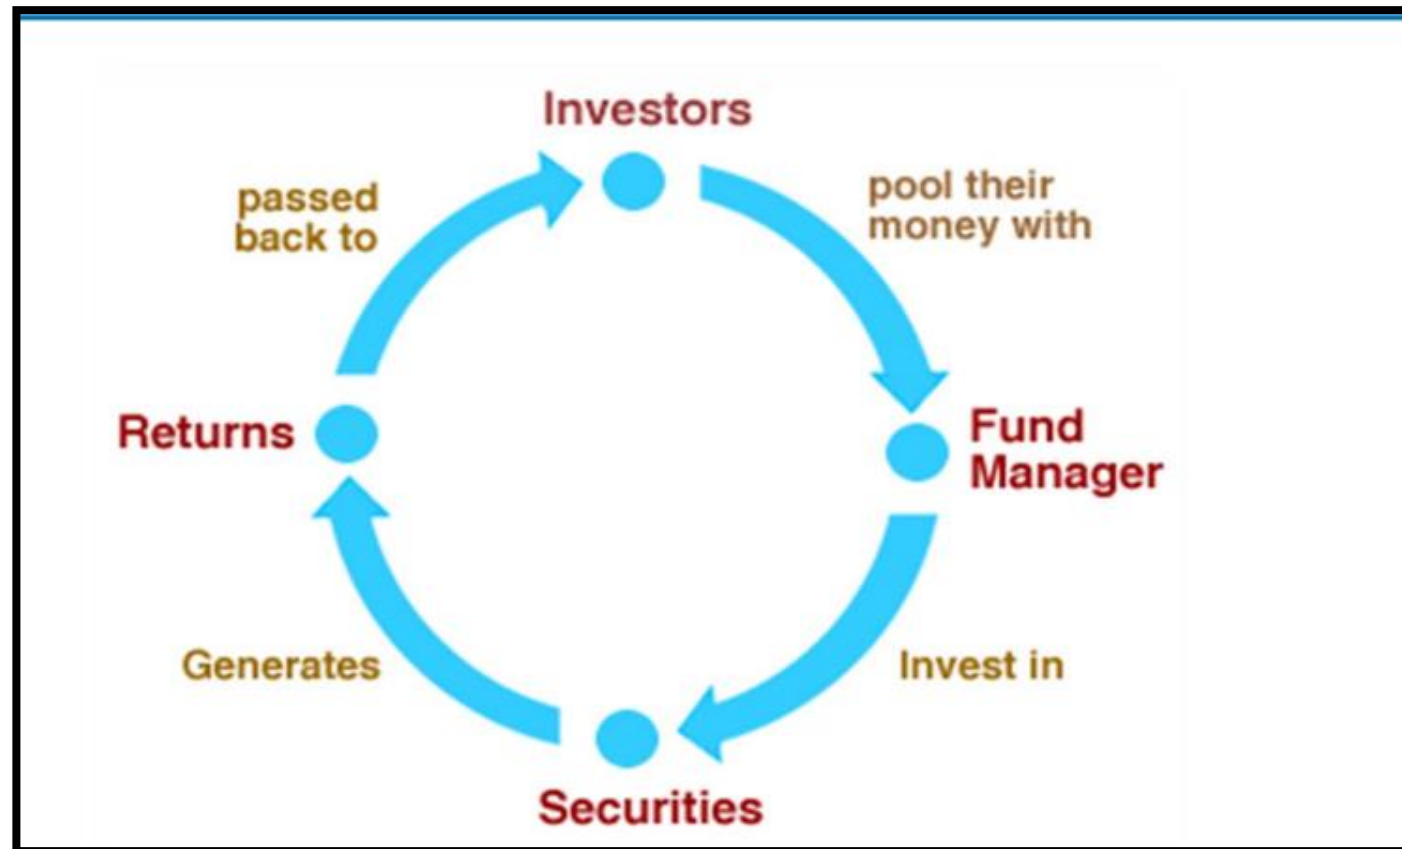 Investors
pool their
money with
Fund
Manager
Invest in
Securities
Generates
Returns
passed
back to